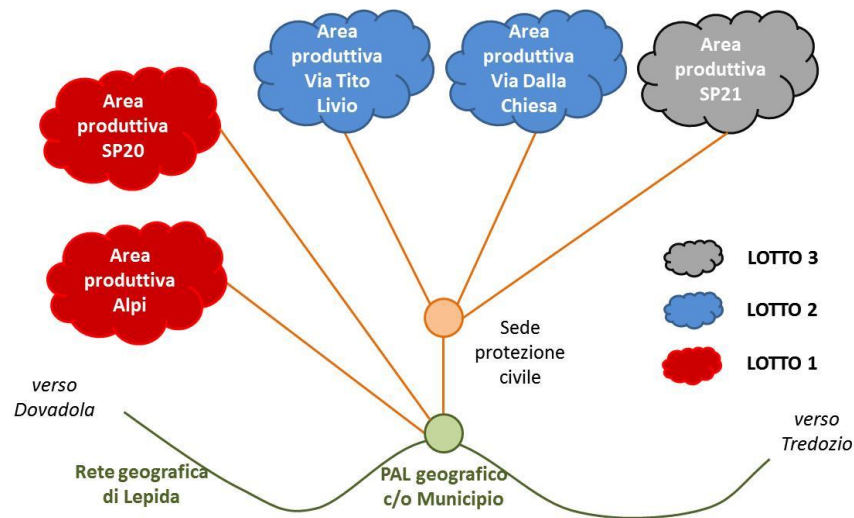 Area
produttiva
SP20
Area
produttiva
Via Tito
Livio
Area
produttiva
Via Dalla
Chiesa
Area
produttiva
SP21
Area
produttiva
Alpi
LOTTO 3
LOTTO 2
LOTTO 1
Sede
protezione
civile
verso
Dovadola
verso
Tredozio
Rete geografica
di Lepida
PAL geografico
c/o Municipio